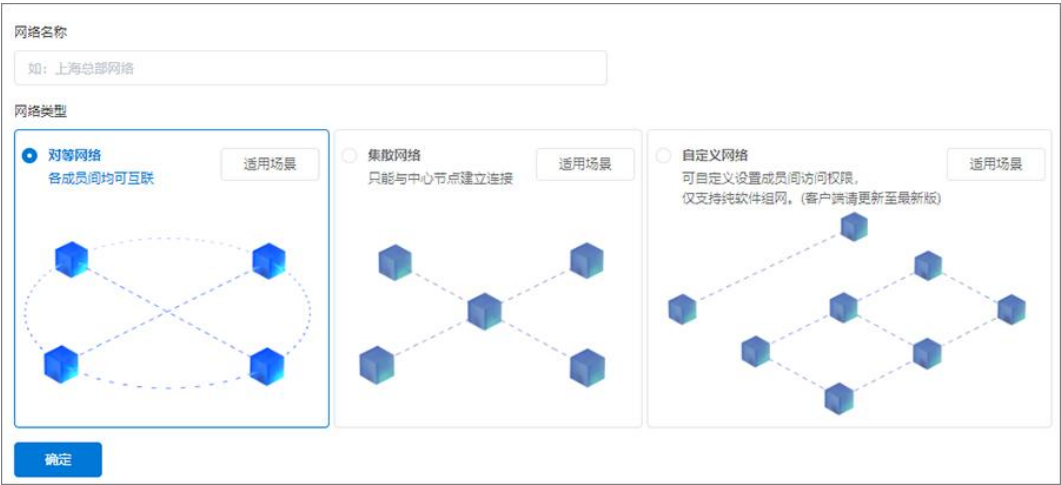 网络名称
如：上海总部网络
网络类型
对等网络
各成员间均可互联
适用场景
集散网络
只能与中心节点建立连接
适用场景
自定义网络
可自定义设置成员间访问权限，
仅支持纯软件组网。(客户端请更新至最新版)
适用场景
确定